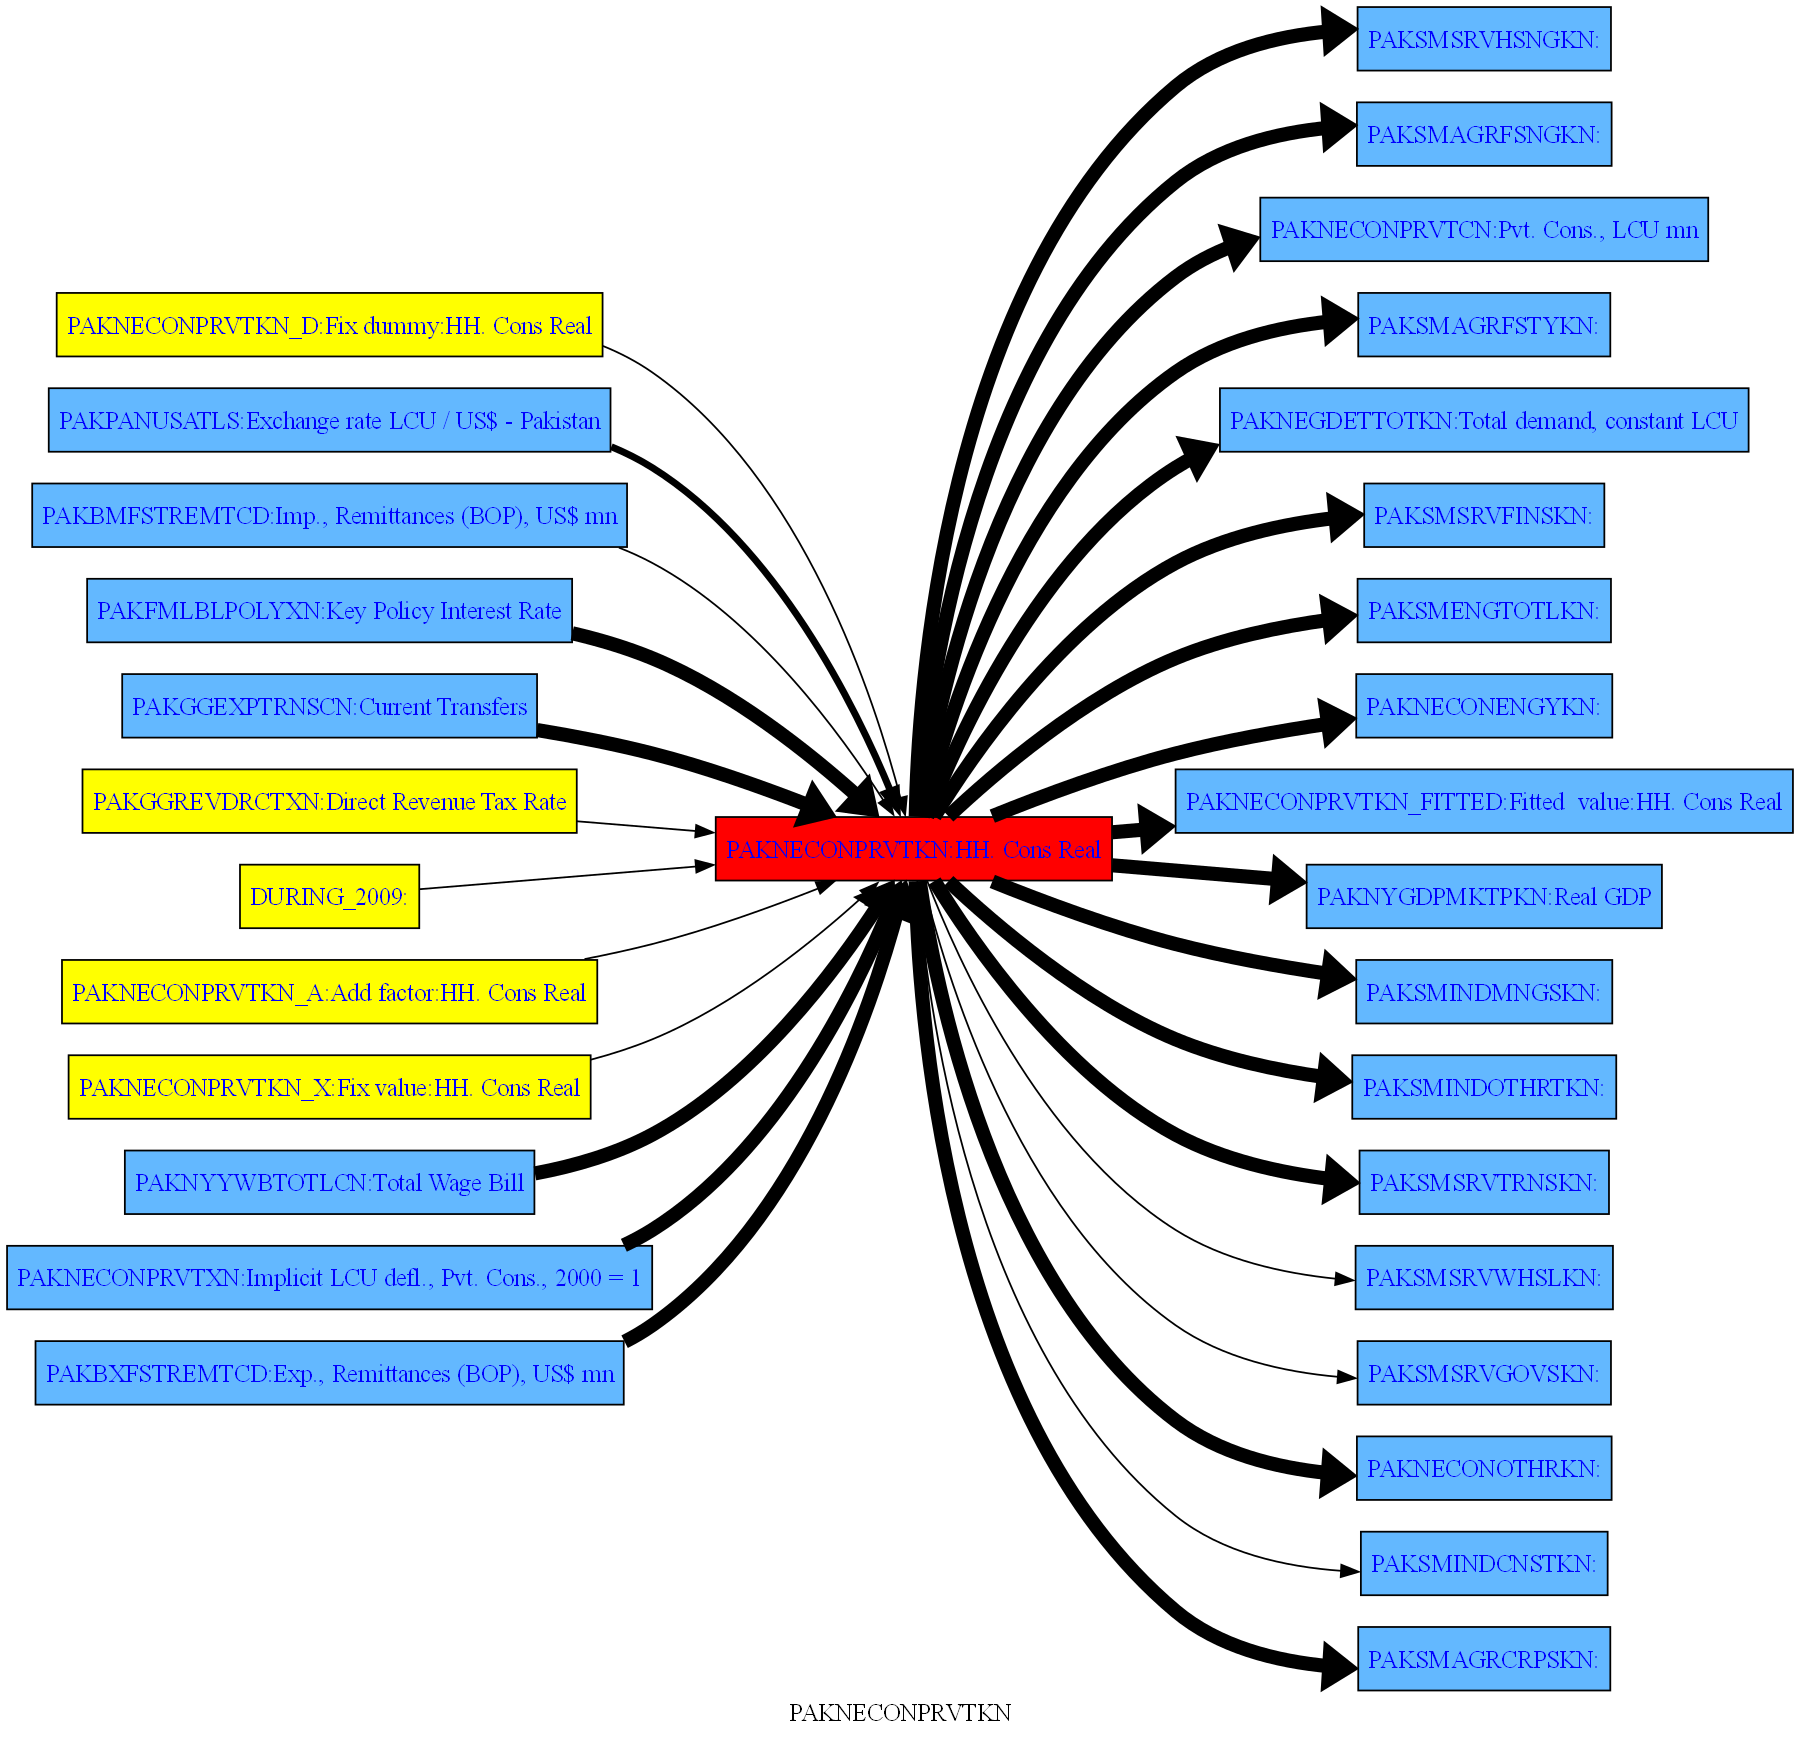 PAKNECONPRVTKN_D:Fix dummy:HH. Cons Real
PAKPANUSATLS:Exchange rate LCU / US$ - Pakistan
PAKBMFSTREMTCD:Imp., Remittances (BOP), US$ mn
PAKFMLBLPOLYXN:Key Policy Interest Rate
PAKGGEXPTRNSCN:Current Transfers
PAKGGREVDRCTXN:Direct Revenue Tax Rate
DURING_2009:
PAKNECONPRVTKN_A:Add factor:HH. Cons Real
PAKNECONPRVTKN_X:Fix value:HH. Cons Real
PAKNYYWBTOTLCN:Total Wage Bill
PAKNECONPRVTXN:Implicit LCU defl., Pvt. Cons., 2000 = 1
PAKBXFSTREMTCD:Exp., Remittances (BOP), US$ mn
PAKNECONPRVTKN:HH. Cons Real
PAKSMSRVHSNGKN:
PAKSMAGRFSNGKN:
PAKNECONPRVTCN:Pvt. Cons., LCU mn
PAKSMAGRFSTYKN:
PAKNEGDETTOTKN:Total demand, constant LCU
PAKSMSRVFINSKN:
PAKSMENGTOTLKN:
PAKNECONENGYKN:
PAKNECONPRVTKN_FITTED:Fitted  value:HH. Cons Real
PAKNYGDPMKTPKN:Real GDP
PAKSMINDMNGSKN:
PAKSMINDOTHRTKN:
PAKSMSRVTRNSKN:
PAKSMSRVWHSLKN:
PAKSMSRVGOVSKN:
PAKNECONOTHRKN:
PAKSMINDCNSTKN:
PAKSMAGRCRPSKN:
PAKNECONPRVTKN